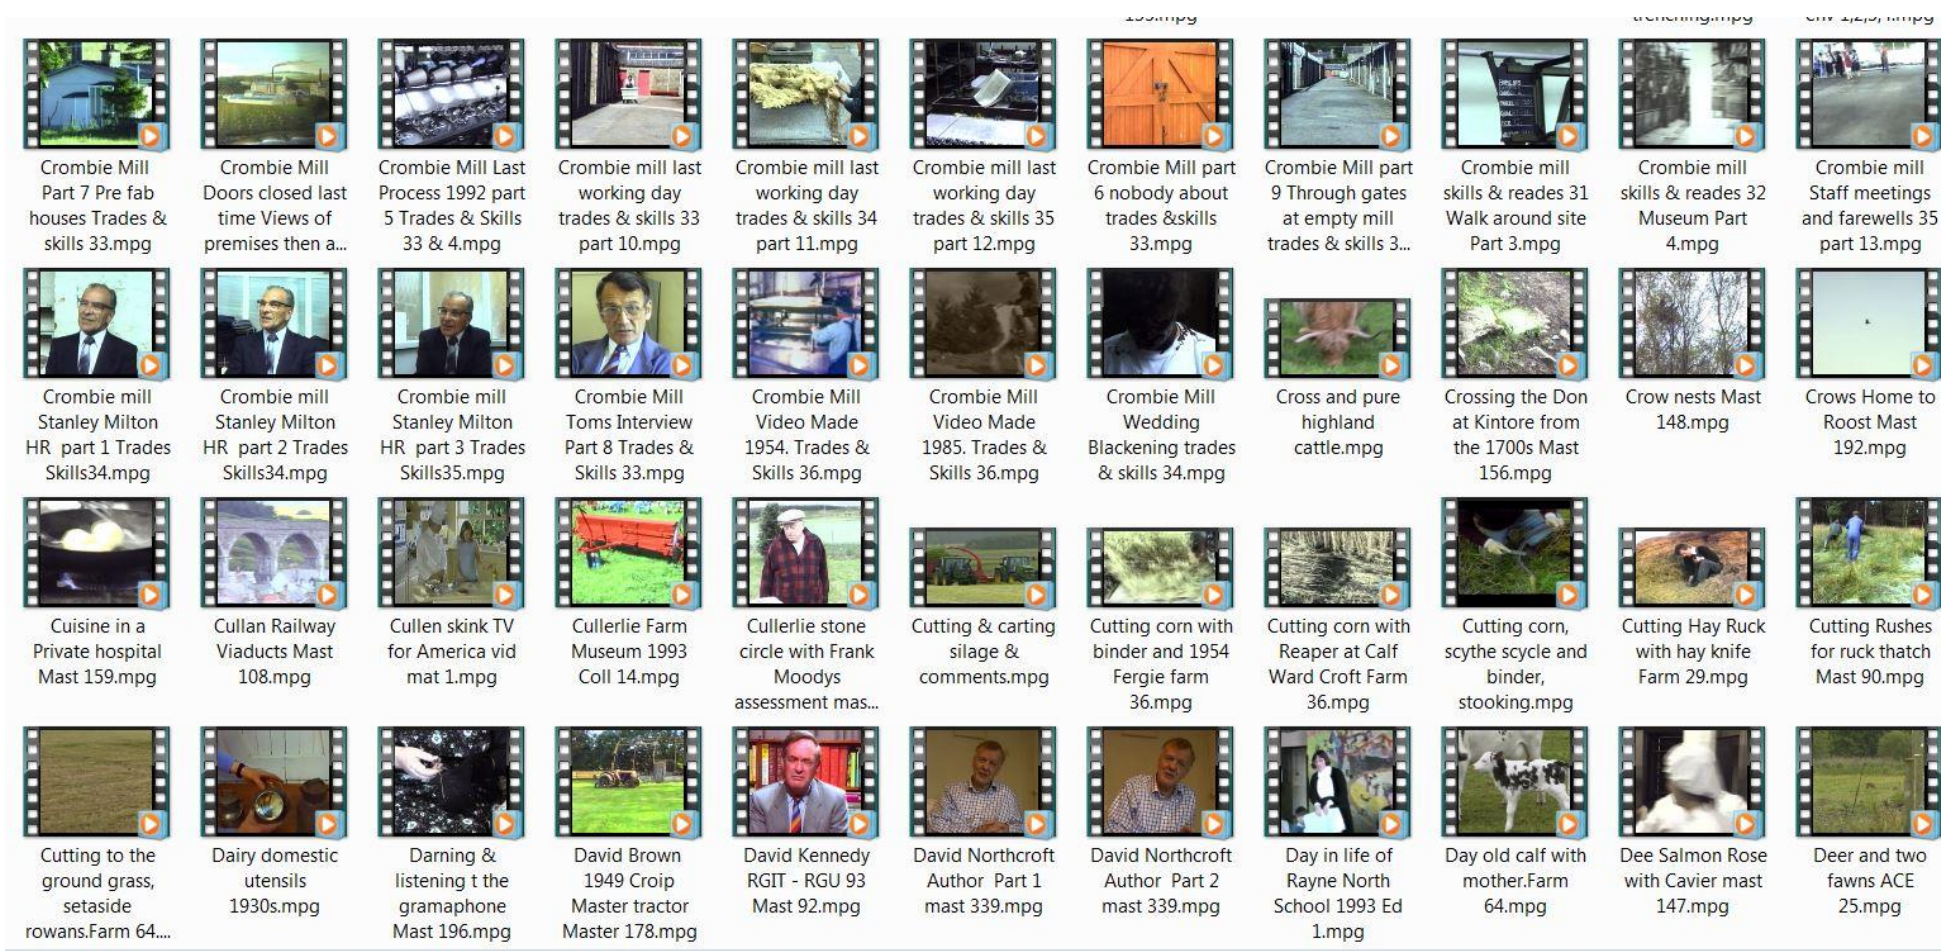 Crombie Mill
Part 7 Pre fab
houses Trades &
skills 33.mpg
Crombie Mill
Doors closed last
time Views of
premises then a...
Crombie Mill Last
Process 1992 part
5 Trades & Skills
33 & 4.mpg
Crombie mill last
working day
trades & skills 33
part 10.mpg
Crombie mill last
working day
trades & skills 34
part 11.mpg
Crombie mill last
working day
trades & skills 35
part 12.mpg
Crombie Mill part
6 nobody about
trades &skills
33.mpg
Crombie Mill part
9 Through gates
at empty mill
trades & skills 3...
Crombie mill
skills & reades 31
Walk around site
Part 3.mpg
Crombie mill
skills & reades 32
Museum Part
4.mpg
Crombie mill
Staff meetings
and farewells 35
part 13.mpg
Crombie mill
Stanley Milton
HR  part 1 Trades
Skills34.mpg
Crombie mill
Stanley Milton
HR  part 2 Trades
Skills34.mpg
Crombie mill
Stanley Milton
HR  part 3 Trades
Skills35.mpg
Crombie Mill
Toms Interview
Part 8 Trades &
Skills 33.mpg
Crombie Mill
Video Made
1954. Trades &
Skills 36.mpg
Crombie Mill
Video Made
1985. Trades &
Skills 36.mpg
Crombie Mill
Wedding
Blackening trades
& skills 34.mpg
Cross and pure
highland
cattle.mpg
Crossing the Don
at Kintore from
the 1700s Mast
156.mpg
Crow nests Mast
148.mpg
Crows Home to
Roost Mast
192.mpg
Cuisine in a
Private hospital
Mast 159.mpg
Cullan Railway
Viaducts Mast
108.mpg
Cullen skink TV
for America vid
mat 1.mpg
Cullerlie Farm
Museum 1993
Coll 14.mpg
Cullerlie stone
circle with Frank
Moodys
assessment mas...
Cutting & carting
silage &
comments.mpg
Cutting corn with
binder and 1954
Fergie farm
36.mpg
Cutting corn with
Reaper at Calf
Ward Croft Farm
36.mpg
Cutting corn,
scythe scycle and
binder,
stooking.mpg
Cutting Hay Ruck
with hay knife
Farm 29.mpg
Cutting Rushes
for ruck thatch
Mast 90.mpg
Cutting to the
ground grass,
setaside
rowans.Farm 64....
Dairy domestic
utensils
1930s.mpg
Darning &
listening t the
gramaphone
Mast 196.mpg
David Brown
1949 Croip
Master tractor
Master 178.mpg
David Kennedy
RGIT - RGU 93
Mast 92.mpg
David Northcroft
Author  Part 1
mast 339.mpg
David Northcroft
Author  Part 2
mast 339.mpg
Day in life of
Rayne North
School 1993 Ed
1.mpg
Day old calf with
mother.Farm
64.mpg
Dee Salmon Rose
with Cavier mast
147.mpg
Deer and two
fawns ACE
25.mpg